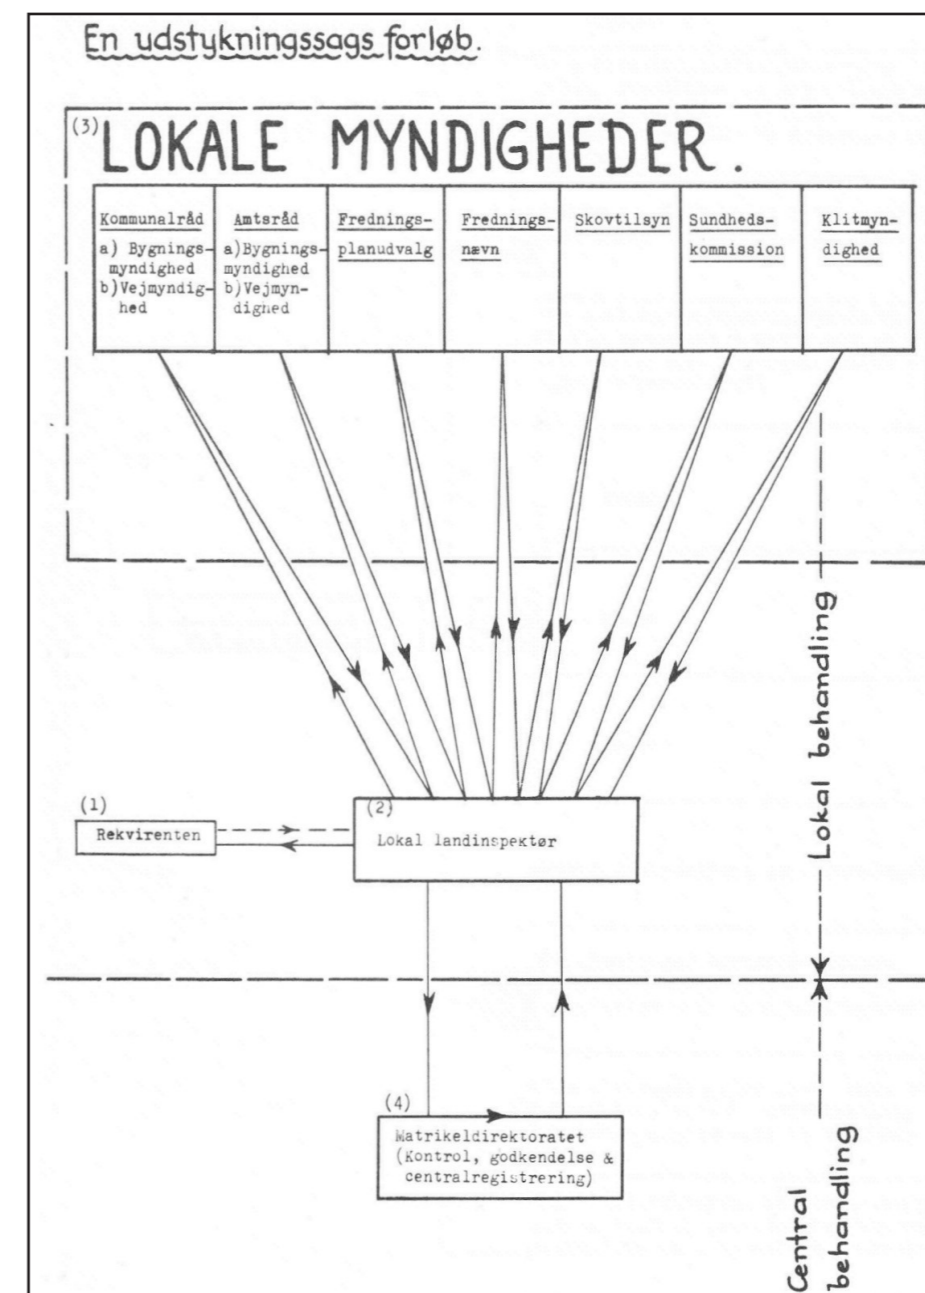 En udstykningssags forløb.
(3)
LOKALE MYNDIGHEDER.
Kommunalråd
a) Bygnings-
myndighed
b)Vejmyndig-
hed
Amtsråd
a)Bygnings-
myndighed
b)Vejmyn-
dighed
Frednings-
planudvalg
Frednings-
nævn
Skovtilsyn
Sundheds-
kommission
Klitmyn-
dighed
Lokal behandling
(1)
Rekvirenten
(2)
Lokal landinspektør
(4)
Matrikeldirektoratet
(Kontrol, godkendelse &
centralregistrering)
Central
behandling